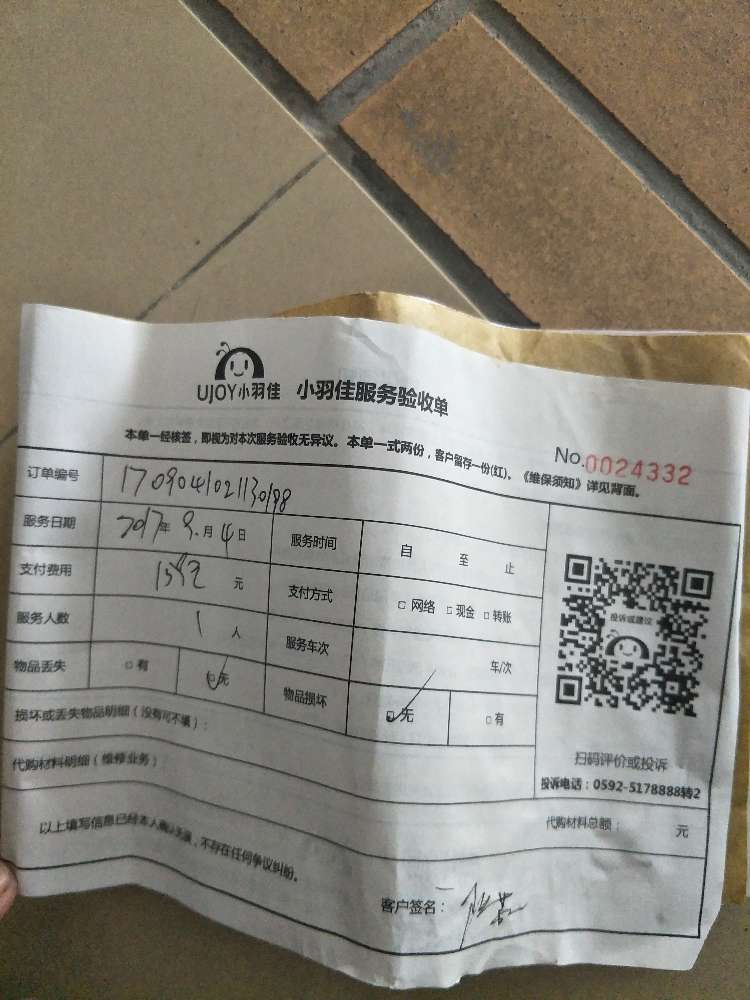 UJOY小羽佳 小羽佳服务验收单
本单一经核签，即视为对本次服务验收无异议。本单一式两份，客户留存一份(红)。《维保须知》详见背面。
No.0024332
订单编号
服务日期 2017年 9.月 4日 服务时间 自 至 止
支付费用 元 支付方式 □ 网络 □ 现金 □ 转账
服务人数 1 人 服务车次 车/次
物品丢失 □ 有 □ 无 物品损坏 □ 无 □ 有
损坏或丢失物品明细（没有可不填）：
代购材料明细（维修业务）
投诉或建议
扫码评价或投诉
投诉电话：0592-5178888转2
代购材料总额： 元
以上填写信息已经本人确认无误，不存在任何争议纠纷。
客户签名：